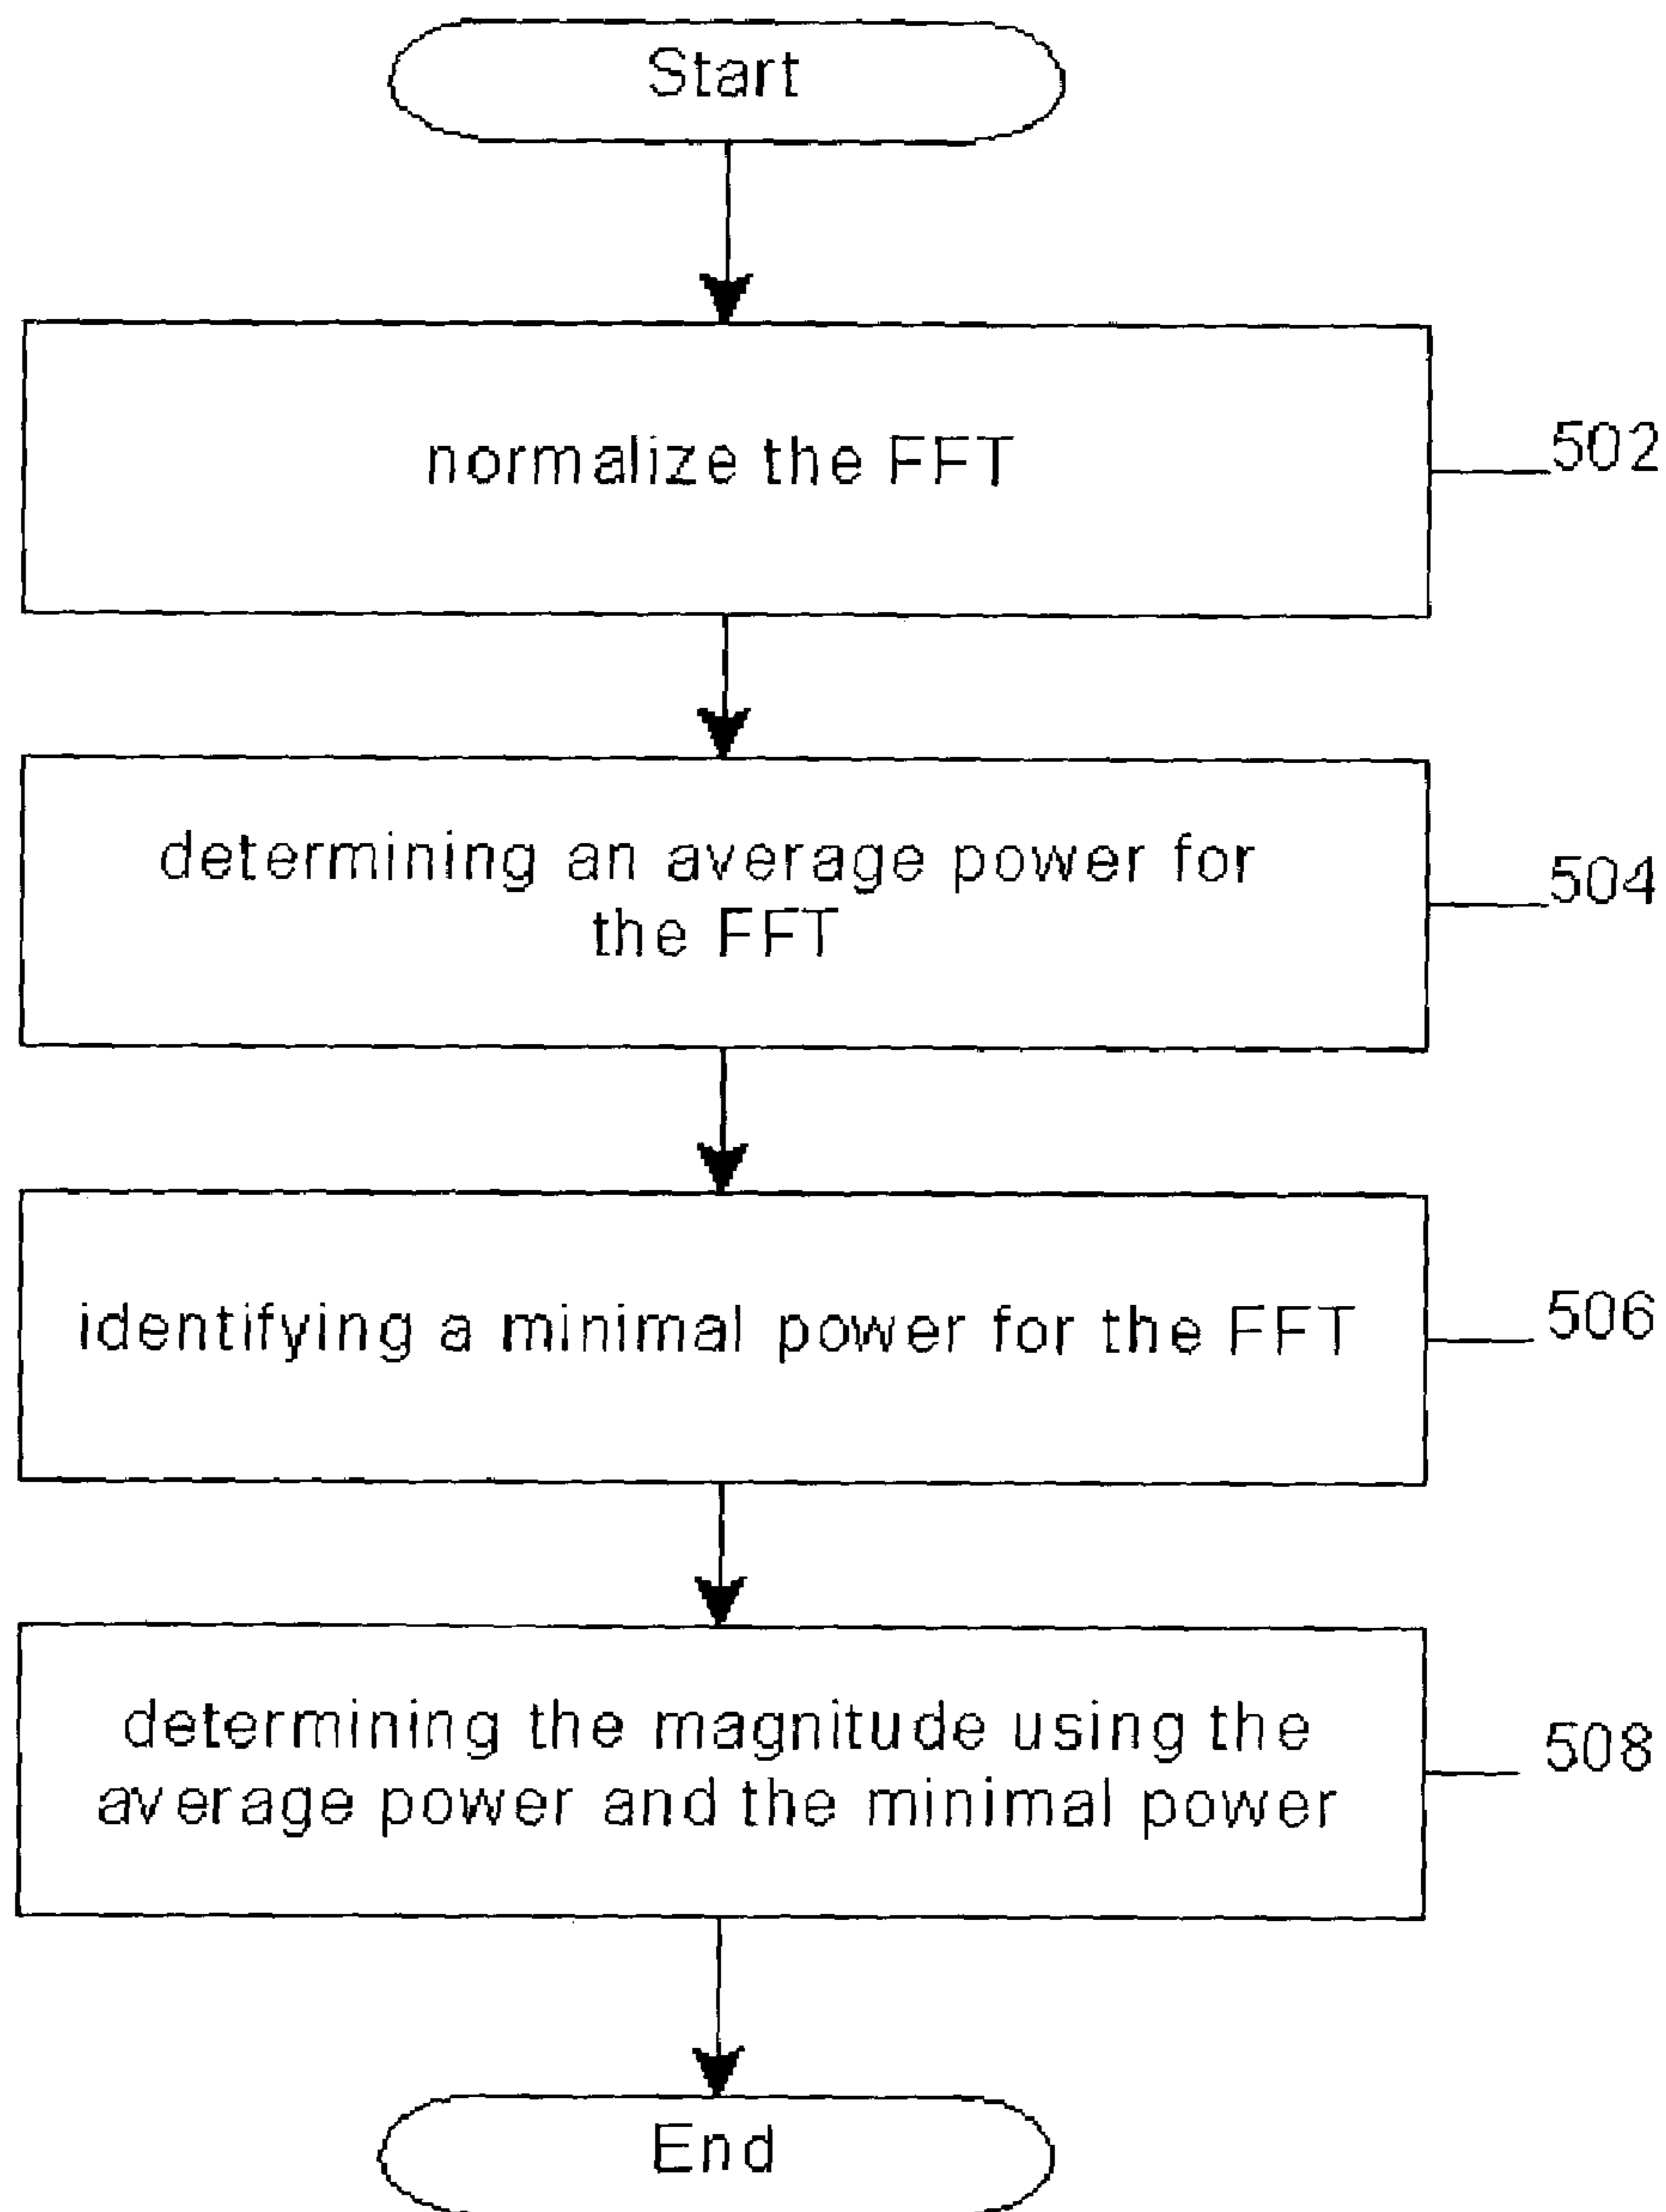 Start
normalize the FFT
502
determining an average power for
the FFT
504
identifying a minimal power for the FFT
506
determining the magnitude using the
average power and the minimal power
508
End